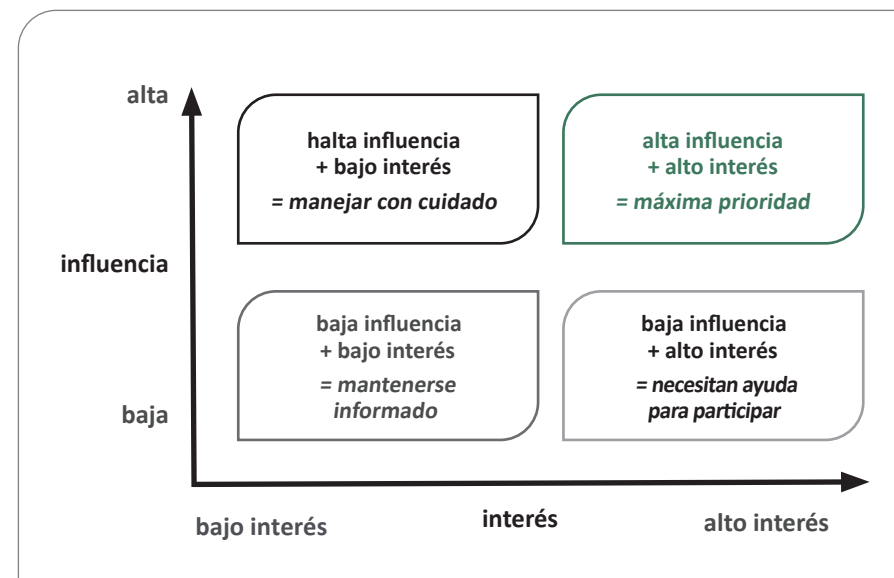 alta
halta influencia
+ bajo interés
= manejar con cuidado
alta influencia
+ alto interés
= máxima prioridad
influencia
baja influencia
+ bajo interés
= mantenerse
informado
baja influencia
+ alto interés
= necesitan ayuda
para participar
baja
bajo interés
interés
alto interés